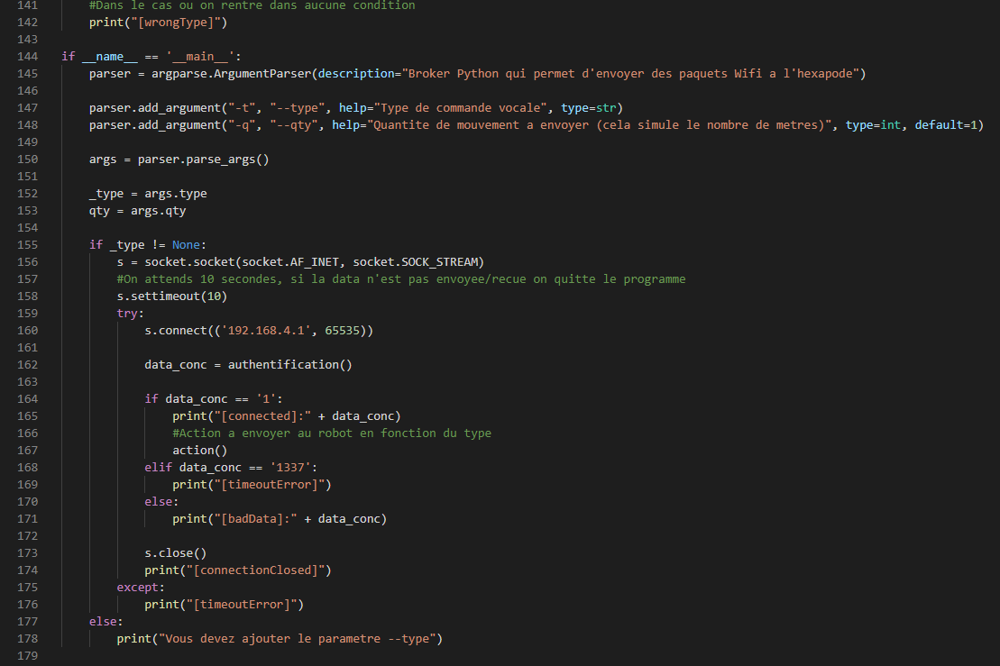 141 #Dans le cas ou on rentre dans aucune condition
142 print("[wrongType]")
143
144 if __name__ == '__main__':
145 parser = argparse.ArgumentParser(description="Broker Python qui permet d'envoyer des paquets Wifi a l'hexapode")
146
147 parser.add_argument("-t", "--type", help="Type de commande vocale", type=str)
148 parser.add_argument("-q", "--qty", help="Quantite de mouvement a envoyer (cela simule le nombre de metres)", type=int, default=1)
149
150 args = parser.parse_args()
151
152 _type = args.type
153 qty = args.qty
154
155 if _type != None:
156 s = socket.socket(socket.AF_INET, socket.SOCK_STREAM)
157 #On attends 10 secondes, si la data n'est pas envoyee/recue on quitte le programme
158 s.settimeout(10)
159 try:
160 s.connect(('192.168.4.1', 65535))
161
162 data_conc = authentification()
163
164 if data_conc == '1':
165 print("[connected]:" + data_conc)
166 #Action a envoyer au robot en fonction du type
167 action()
168 elif data_conc == '1337':
169 print("[timeoutError]")
170 else:
171 print("[badData]:" + data_conc)
172
173 s.close()
174 print("[connectionClosed]")
175 except:
176 print("[timeoutError]")
177 else:
178 print("Vous devez ajouter le parametre --type")
179